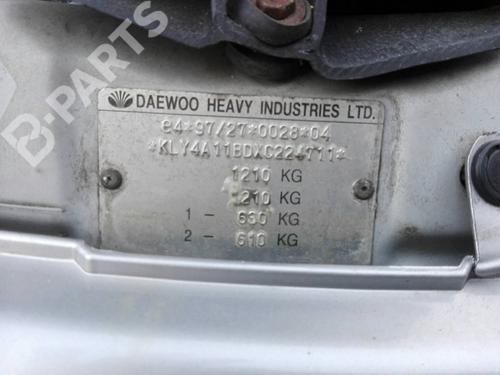 B-PARTS
DAEWOO HEAVY INDUSTRIES LTD.
e4*97/27*0028*04
*KLY4A11BDXC224711*
1210 KG
1210 KG
1 - 630 KG
2 - 610 KG